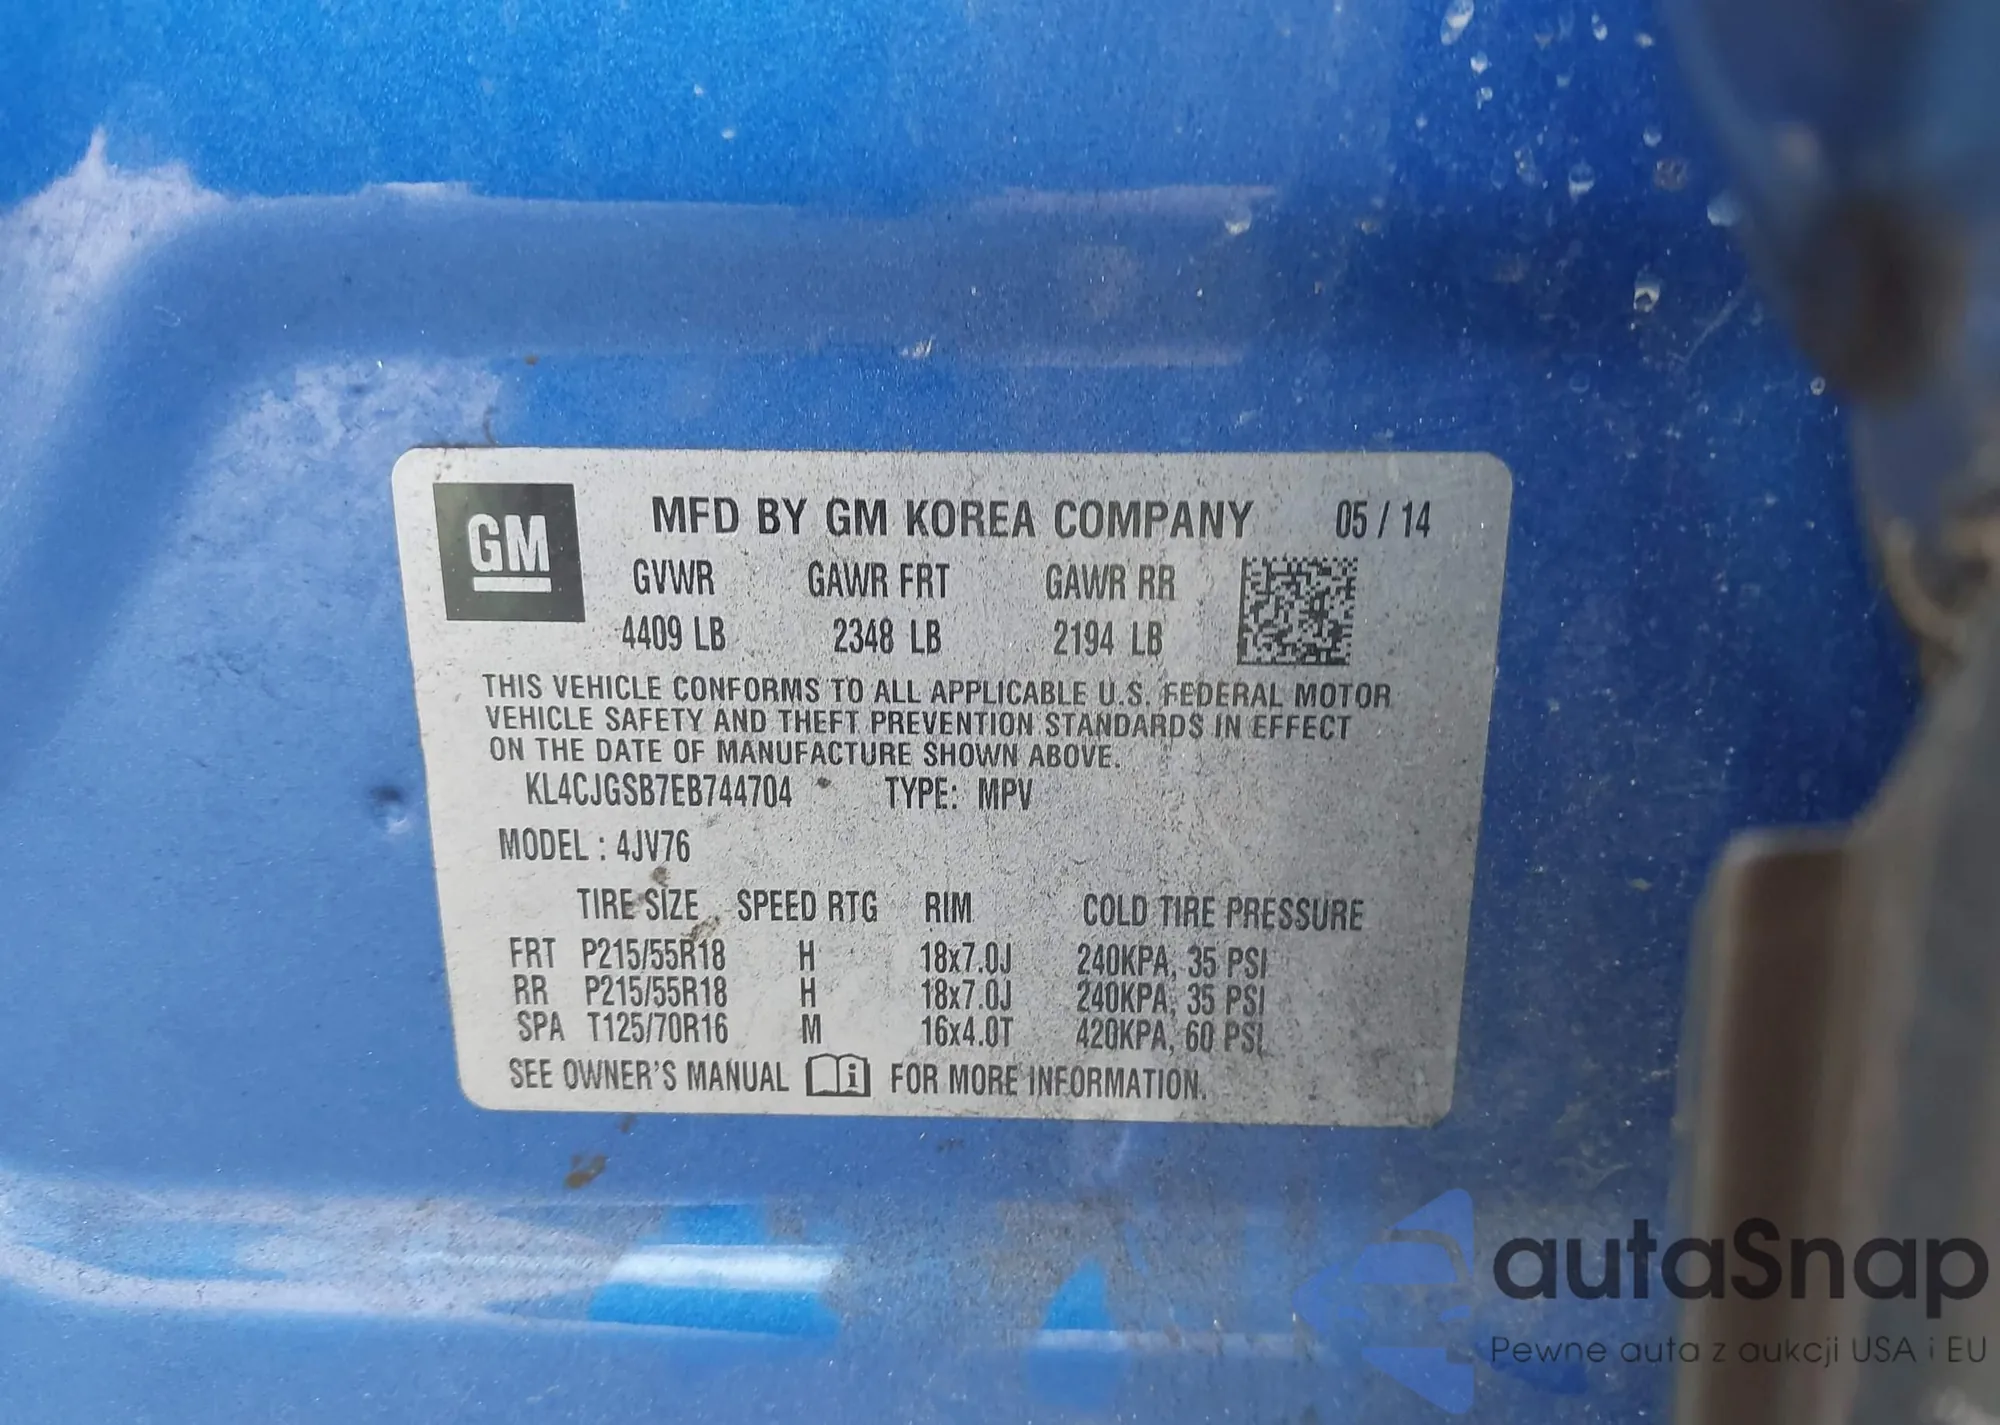 GM
MFD BY GM KOREA COMPANY 05 / 14
GVWR GAWR FRT GAWR RR
4409 LB 2348 LB 2194 LB
THIS VEHICLE CONFORMS TO ALL APPLICABLE U.S. FEDERAL MOTOR
VEHICLE SAFETY AND THEFT PREVENTION STANDARDS IN EFFECT
ON THE DATE OF MANUFACTURE SHOWN ABOVE.
KL4CJGSB7EB744704 TYPE: MPV
MODEL : 4JV76
TIRE SIZE SPEED RTG RIM COLD TIRE PRESSURE
FRT P215/55R18 H 18x7.0J 240KPA, 35 PSI
RR P215/55R18 H 18x7.0J 240KPA, 35 PSI
SPA T125/70R16 M 16x4.0T 420KPA, 60 PSI
SEE OWNER'S MANUAL i FOR MORE INFORMATION.
autaSnap
Pewne auta z aukcji USA i EU